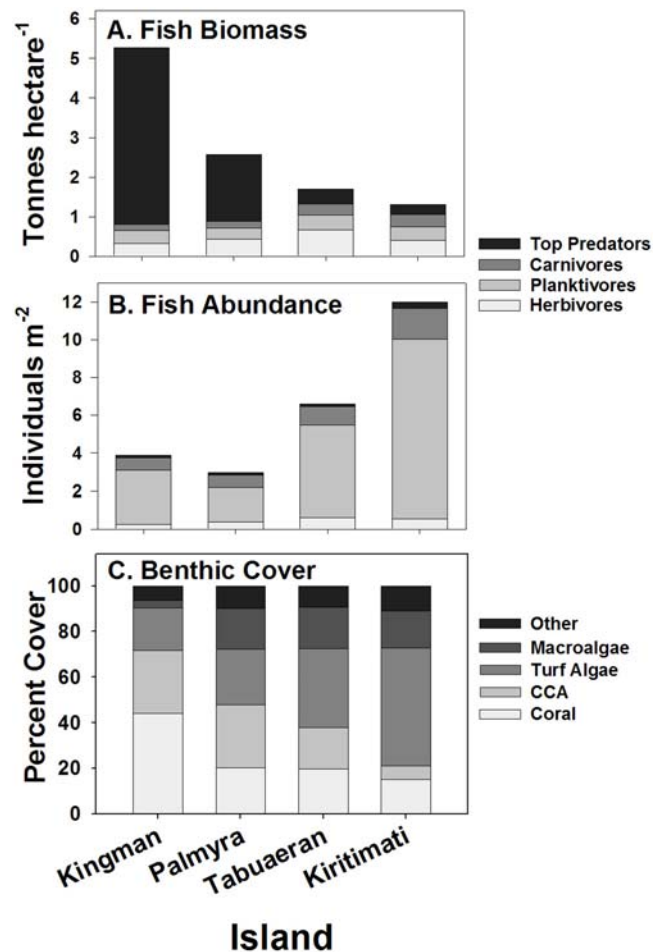 A. Fish Biomass
Tonnes hectare-1
6
5
4
3
2
1
0
Top Predators
Carnivores
Planktivores
Herbivores
B. Fish Abundance
Individuals m-2
12
10
8
6
4
2
0
C. Benthic Cover
Percent Cover
100
80
60
40
20
0
Other
Macroalgae
Turf Algae
CCA
Coral
Kingman
Palmyra
Tabuaeran
Kiritimati
Island